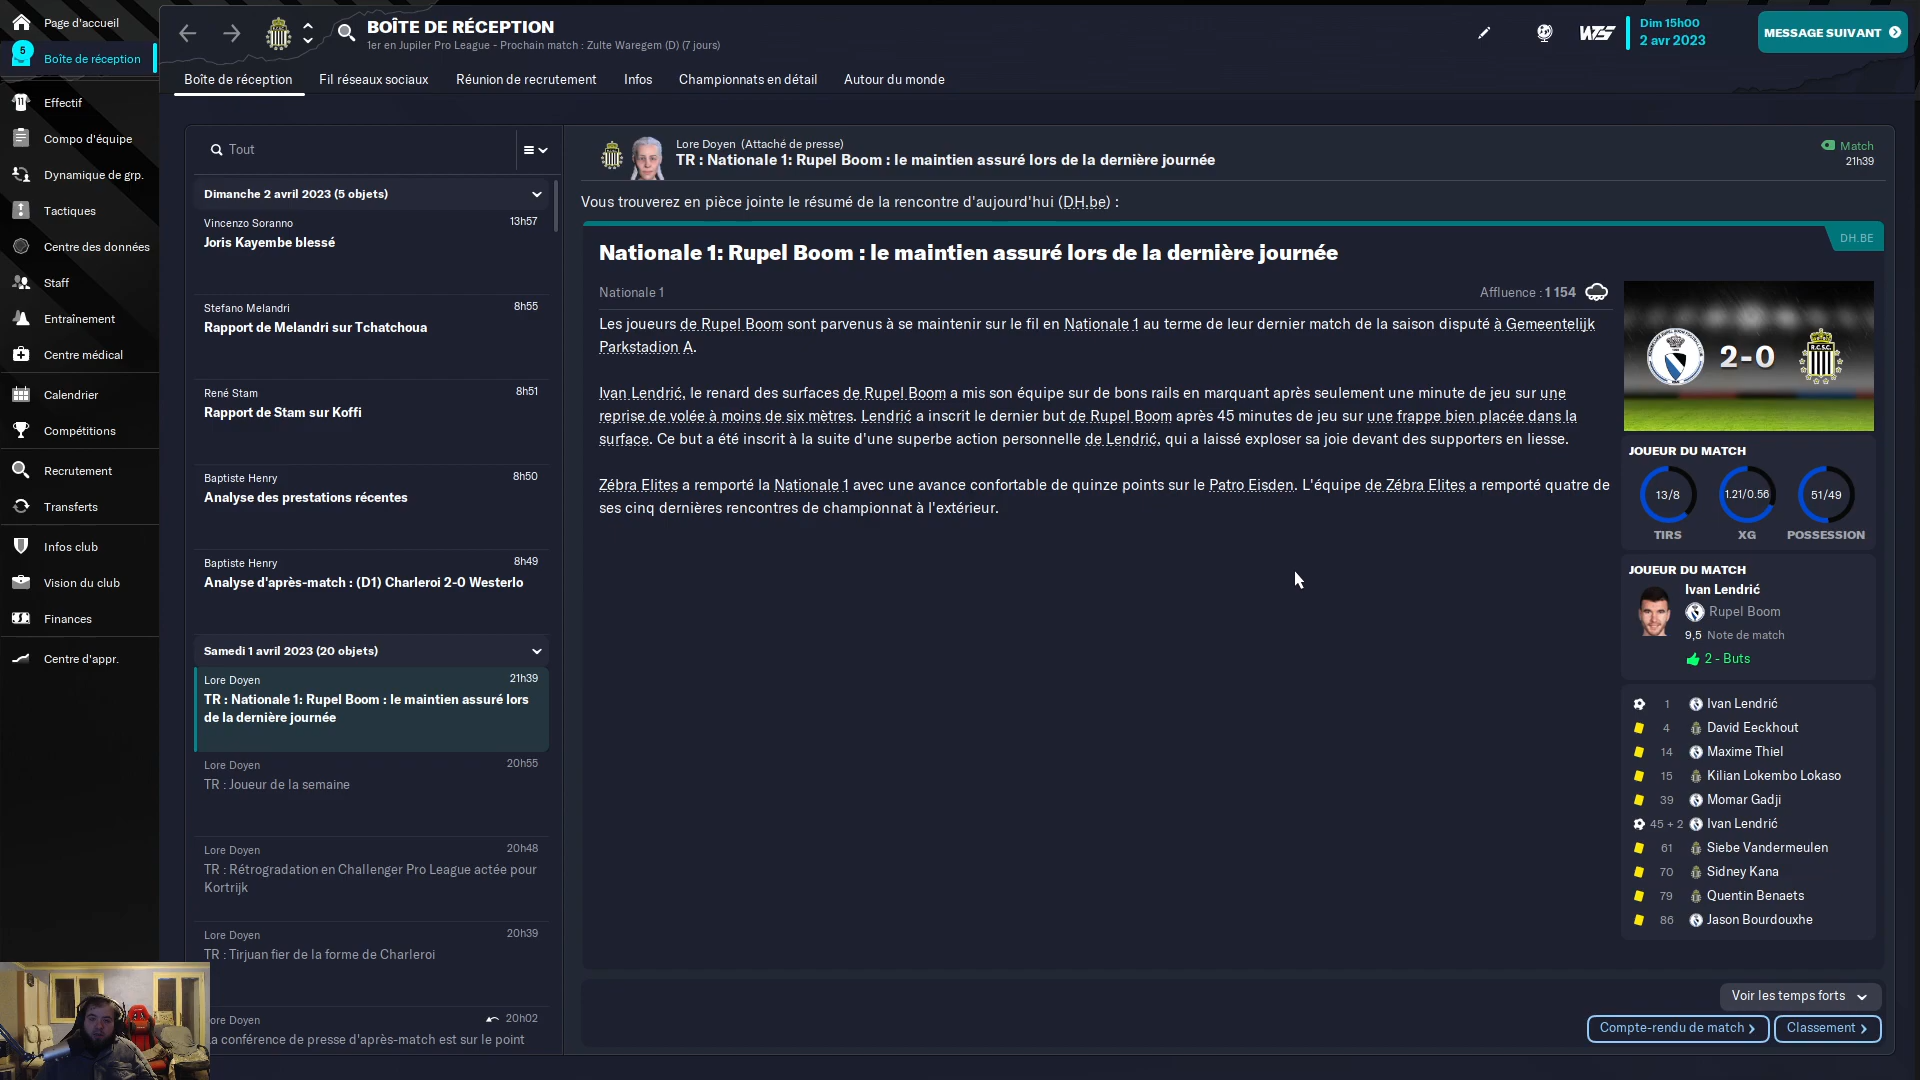 Page d'accueil
5
Boîte de réception
11
Effectif
Compo d'équipe
Dynamique de grp.
Tactiques
Centre des données
Staff
Entraînement
Centre médical
Calendrier
Compétitions
Recrutement
Transferts
Infos club
Vision du club
Finances
Centre d'appr.
BOÎTE DE RÉCEPTION
1er en Jupiler Pro League - Prochain match : Zulte Waregem (D) (7 jours)
Dim 15h00
2 avr 2023
MESSAGE SUIVANT
Boîte de réception
Fil réseaux sociaux
Réunion de recrutement
Infos
Championnats en détail
Autour du monde
Tout
Dimanche 2 avril 2023 (5 objets)
Vincenzo Soranno 13h57
Joris Kayembe blessé
Stefano Melandri 8h55
Rapport de Melandri sur Tchatchoua
René Stam 8h51
Rapport de Stam sur Koffi
Baptiste Henry 8h50
Analyse des prestations récentes
Baptiste Henry 8h49
Analyse d'après-match : (D1) Charleroi 2-0 Westerlo
Samedi 1 avril 2023 (20 objets)
Lore Doyen 21h39
TR : Nationale 1: Rupel Boom : le maintien assuré lors
de la dernière journée
Lore Doyen 20h55
TR : Joueur de la semaine
Lore Doyen 20h48
TR : Rétrogradation en Challenger Pro League actée pour
Kortrijk
Lore Doyen 20h39
TR : Tirjuan fier de la forme de Charleroi
ore Doyen 20h02
a conférence de presse d'après-match est sur le point
Lore Doyen (Attaché de presse)
TR : Nationale 1: Rupel Boom : le maintien assuré lors de la dernière journée
Match
21h39
Vous trouverez en pièce jointe le résumé de la rencontre d'aujourd'hui (DH.be) :
DH.BE
Nationale 1: Rupel Boom : le maintien assuré lors de la dernière journée
Nationale 1 Affluence : 1 154
Les joueurs de Rupel Boom sont parvenus à se maintenir sur le fil en Nationale 1 au terme de leur dernier match de la saison disputé à Gemeentelijk
Parkstadion A.
Ivan Lendrić, le renard des surfaces de Rupel Boom a mis son équipe sur de bons rails en marquant après seulement une minute de jeu sur une
reprise de volée à moins de six mètres. Lendrić a inscrit le dernier but de Rupel Boom après 45 minutes de jeu sur une frappe bien placée dans la
surface. Ce but a été inscrit à la suite d'une superbe action personnelle de Lendrić, qui a laissé exploser sa joie devant des supporters en liesse.
Zébra Elites a remporté la Nationale 1 avec une avance confortable de quinze points sur le Patro Eisden. L'équipe de Zébra Elites a remporté quatre de
ses cinq dernières rencontres de championnat à l'extérieur.
2-0
R.C.S.C.
JOUEUR DU MATCH
13/8 1.21/0.56 51/49
TIRS XG POSSESSION
JOUEUR DU MATCH
Ivan Lendrić
Rupel Boom
9,5 Note de match
2 - Buts
1 Ivan Lendrić
4 David Eeckhout
14 Maxime Thiel
15 Kilian Lokembo Lokaso
39 Momar Gadji
45 + 2 Ivan Lendrić
61 Siebe Vandermeulen
70 Sidney Kana
79 Quentin Benaets
86 Jason Bourdouxhe
Voir les temps forts
Compte-rendu de match
Classement